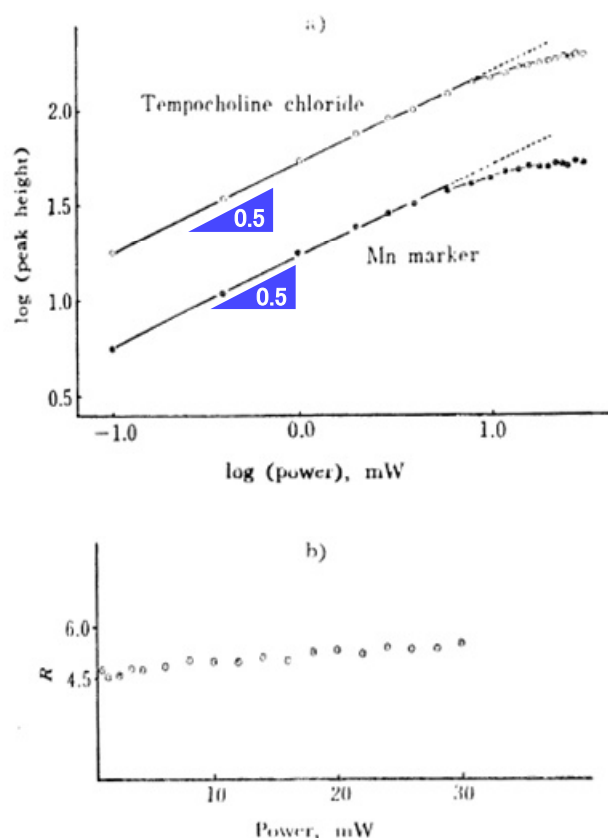 a)
2.0
Tempocholine chloride
log (peak height)
1.5
0.5
Mn marker
1.0
0.5
0.5
−1.0 0.0 1.0
log (power), mW
b)
6.0
R
4.5
10 20 30
Power, mW